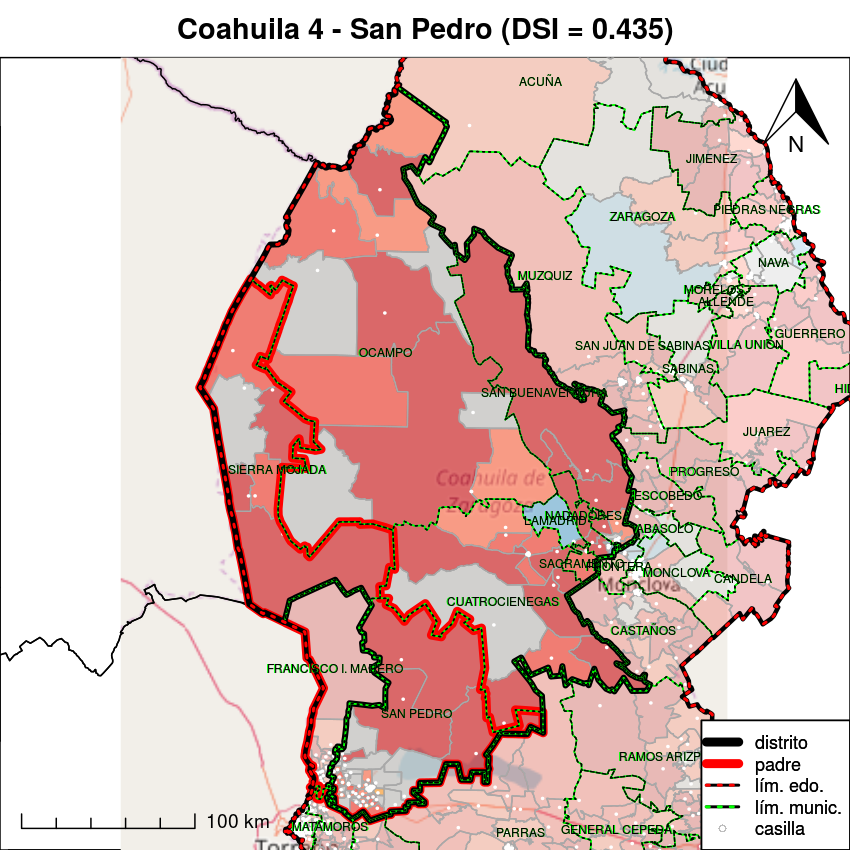 Coahuila 4 - San Pedro (DSI = 0.435)
Ciud
Acu
ACUÑA
N
JIMENEZ
PIEDRAS NEGRAS
ZARAGOZA
NAVA
MUZQUIZ
MORELOS
ALLENDE
GUERRERO
SAN JUAN DE SABINAS
VILLA UNION
OCAMPO
SABINAS
HI
SAN BUENAVENTURA
JUAREZ
SIERRA MOJADA
PROGRESO
Coahuila de
Zaragoza
ESCOBEDO
NADADORES
LAMADRID
ABASOLO
SACRAMENTO
FRONTERA
MONCLOVA
CANDELA
Monclova
CUATROCIENEGAS
CASTAÑOS
FRANCISCO I. MADERO
SAN PEDRO
RAMOS ARIZP
distrito
padre
lím. edo.
lím. munic.
casilla
100 km
MATAMOROS
PARRAS
GENERAL CEPEDA
Torre